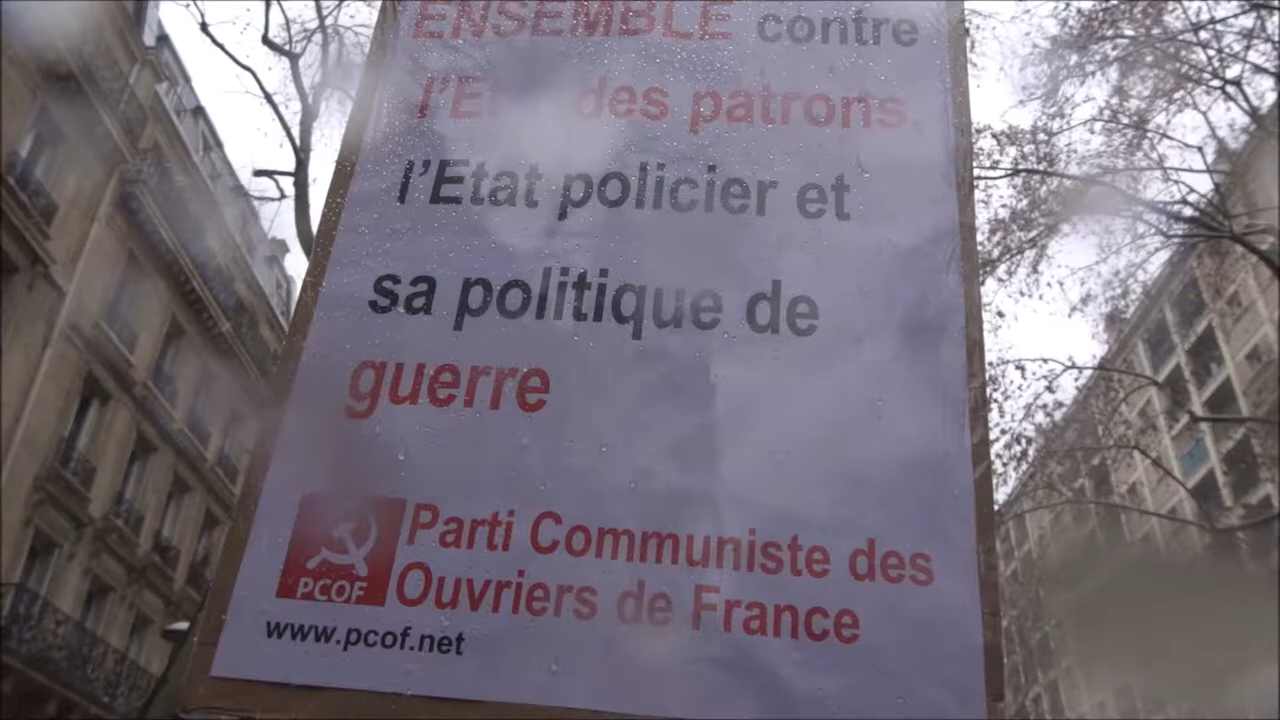 ENSEMBLE contre
l'Etat des patrons,
l'Etat policier et
sa politique de
guerre
PCOF
Parti Communiste des
Ouvriers de France
www.pcof.net